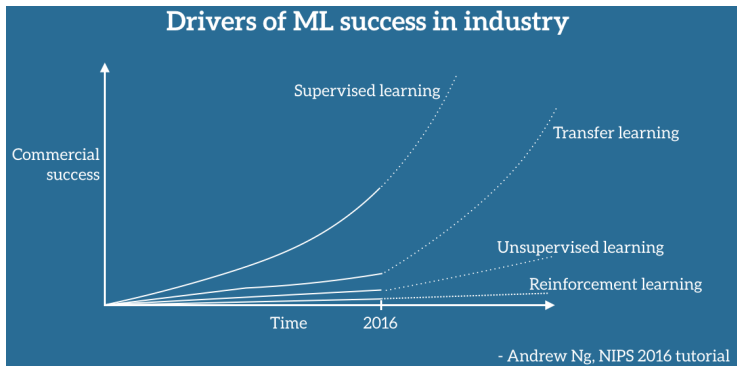 Drivers of ML success in industry
Supervised learning
Transfer learning
Commercial
success
Unsupervised learning
Reinforcement learning
Time
2016
- Andrew Ng, NIPS 2016 tutorial